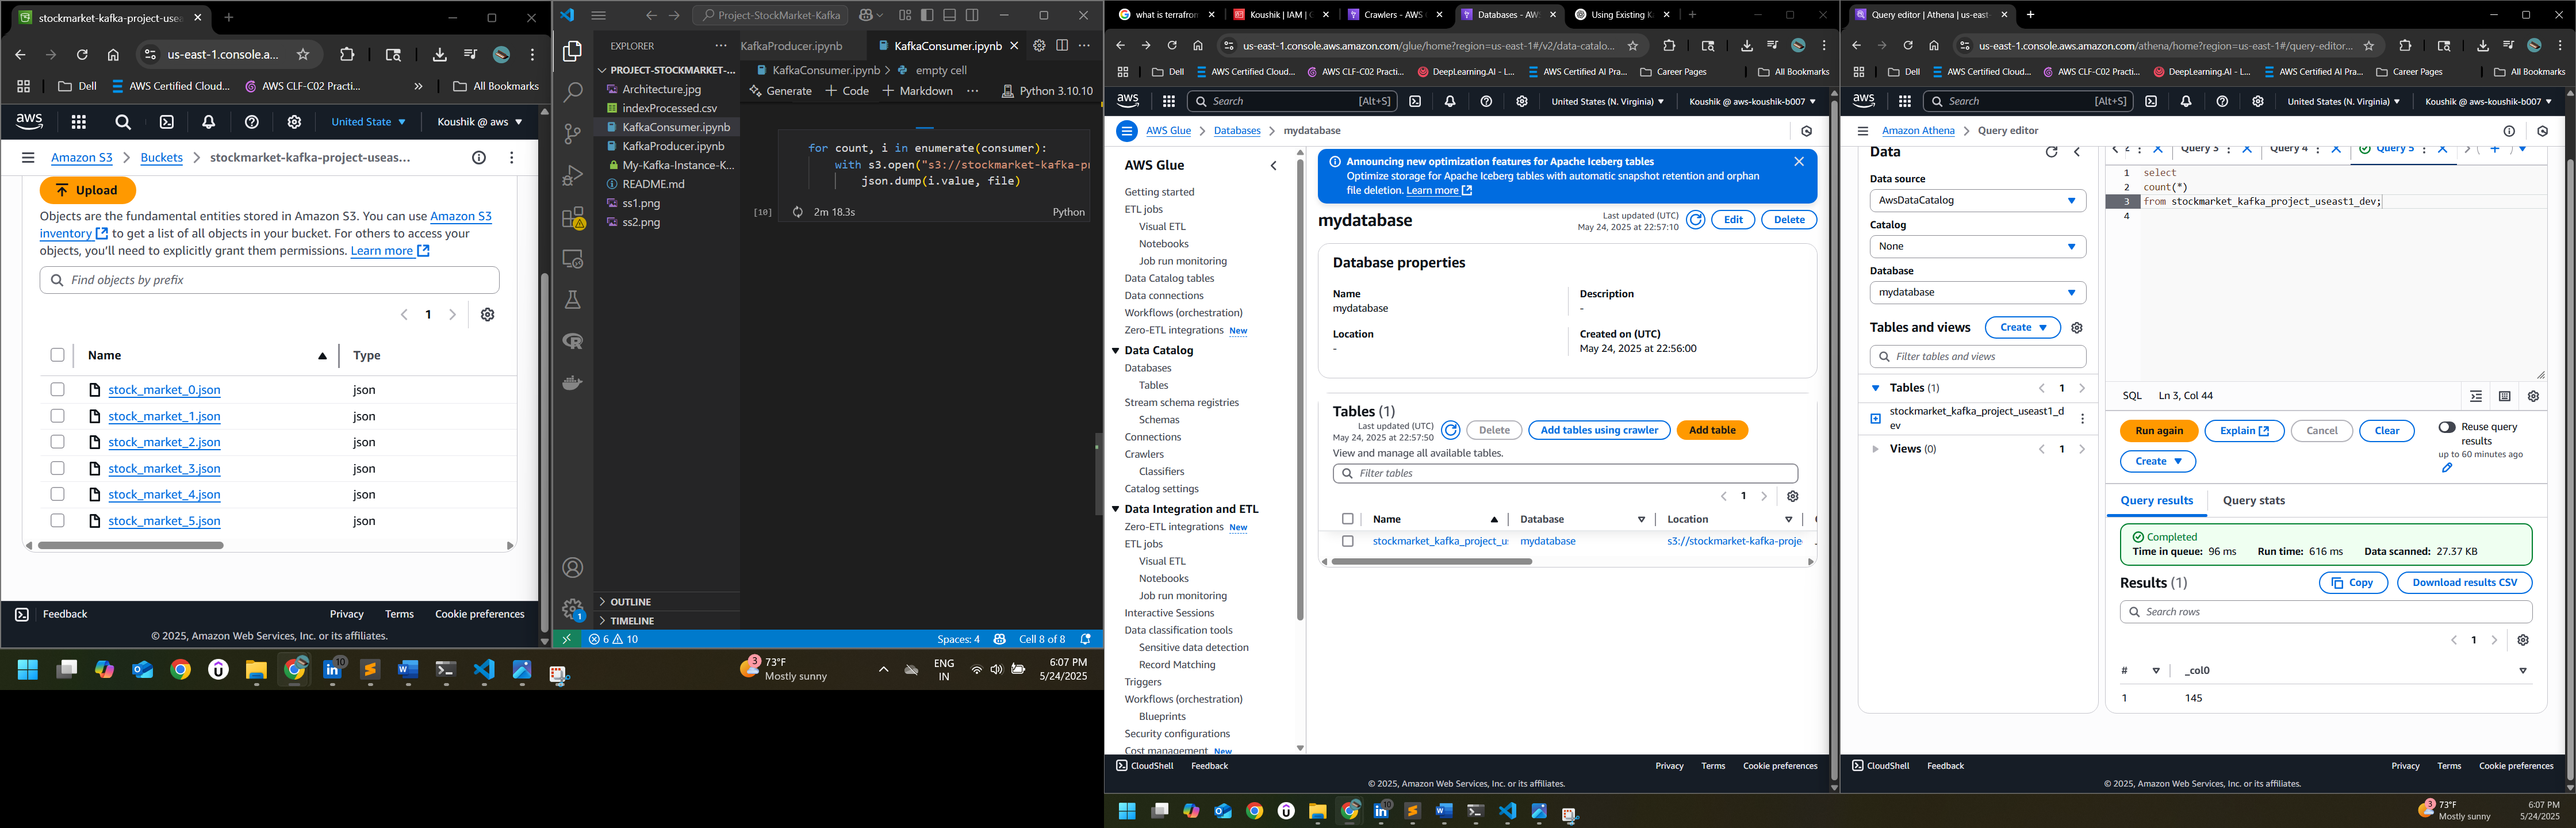 stockmarket-kafka-project-usea
us-east-1.console.a...
Dell
AWS Certified Cloud...
AWS CLF-C02 Practi...
»
All Bookmarks
aws
United State
Koushik @ aws
Amazon S3 > Buckets > stockmarket-kafka-project-useas...
Upload
Objects are the fundamental entities stored in Amazon S3. You can use Amazon S3
inventory to get a list of all objects in your bucket. For others to access your
objects, you'll need to explicitly grant them permissions. Learn more
Find objects by prefix
1
Name
Type
stock_market_0.json
json
stock_market_1.json
json
stock_market_2.json
json
stock_market_3.json
json
stock_market_4.json
json
stock_market_5.json
json
Feedback
Privacy
Terms
Cookie preferences
© 2025, Amazon Web Services, Inc. or its affiliates.
Project-StockMarket-Kafka
EXPLORER
PROJECT-STOCKMARKET-...
Architecture.jpg
indexProcessed.csv
KafkaConsumer.ipynb
KafkaProducer.ipynb
My-Kafka-Instance-K...
README.md
ss1.png
ss2.png
OUTLINE
TIMELINE
KafkaProducer.ipynb
KafkaConsumer.ipynb
KafkaConsumer.ipynb > empty cell
Generate
+ Code
+ Markdown
...
Python 3.10.10
for count, i in enumerate(consumer):
with s3.open("s3://stockmarket-kafka-p
json.dump(i.value, file)
[10]
2m 18.3s
Python
1
6
10
Spaces: 4
Cell 8 of 8
10
3
73°F
Mostly sunny
ENG
IN
6:07 PM
5/24/2025
what is terrafron
Koushik | IAM | G
Crawlers - AWS
Databases - AWS
Using Existing K
us-east-1.console.aws.amazon.com/glue/home?region=us-east-1#/v2/data-catalo...
Dell
AWS Certified Cloud...
AWS CLF-C02 Practi...
DeepLearning.AI - L...
AWS Certified AI Pra...
Career Pages
All Bookmarks
aws
Search
[Alt+S]
United States (N. Virginia)
Koushik @ aws-koushik-b007
AWS Glue > Databases > mydatabase
AWS Glue
Getting started
ETL jobs
Visual ETL
Notebooks
Job run monitoring
Data Catalog tables
Data connections
Workflows (orchestration)
Zero-ETL integrations New
Data Catalog
Databases
Tables
Stream schema registries
Schemas
Connections
Crawlers
Classifiers
Catalog settings
Data Integration and ETL
Zero-ETL integrations New
ETL jobs
Visual ETL
Notebooks
Job run monitoring
Interactive Sessions
Data classification tools
Sensitive data detection
Record Matching
Triggers
Workflows (orchestration)
Blueprints
Security configurations
Cost management New
Announcing new optimization features for Apache Iceberg tables
Optimize storage for Apache Iceberg tables with automatic snapshot retention and orphan
file deletion. Learn more
mydatabase
Last updated (UTC)
May 24, 2025 at 22:57:10
Edit
Delete
Database properties
Name
mydatabase
Description
-
Location
-
Created on (UTC)
May 24, 2025 at 22:56:00
Tables (1)
Last updated (UTC)
May 24, 2025 at 22:57:50
Delete
Add tables using crawler
Add table
View and manage all available tables.
Filter tables
1
Name
Database
Location
stockmarket_kafka_project_u
mydatabase
s3://stockmarket-kafka-proje
CloudShell
Feedback
Privacy
Terms
Cookie preferences
© 2025, Amazon Web Services, Inc. or its affiliates.
10
Query editor | Athena | us-east-
us-east-1.console.aws.amazon.com/athena/home?region=us-east-1#/query-editor...
Dell
AWS Certified Cloud...
AWS CLF-C02 Practi...
DeepLearning.AI - L...
AWS Certified AI Pra...
Career Pages
All Bookmarks
aws
Search
[Alt+S]
United States (N. Virginia)
Koushik @ aws-koushik-b007
Amazon Athena > Query editor
Data
Data source
AwsDataCatalog
Catalog
None
Database
mydatabase
Tables and views
Create
Filter tables and views
Tables (1)
1
stockmarket_kafka_project_useast1_d
ev
Views (0)
1
Query 3
Query 4
Query 5
1 select
2 count(*)
3 from stockmarket_kafka_project_useast1_dev;
4
SQL
Ln 3, Col 44
Run again
Explain
Cancel
Clear
Create
Reuse query
results
up to 60 minutes ago
Query results
Query stats
Completed
Time in queue: 96 ms
Run time: 616 ms
Data scanned: 27.37 KB
Results (1)
Copy
Download results CSV
Search rows
1
#
_col0
1
145
CloudShell
Feedback
Privacy
Terms
Cookie preferences
© 2025, Amazon Web Services, Inc. or its affiliates.
3
73°F
Mostly sunny
6:07 PM
5/24/2025